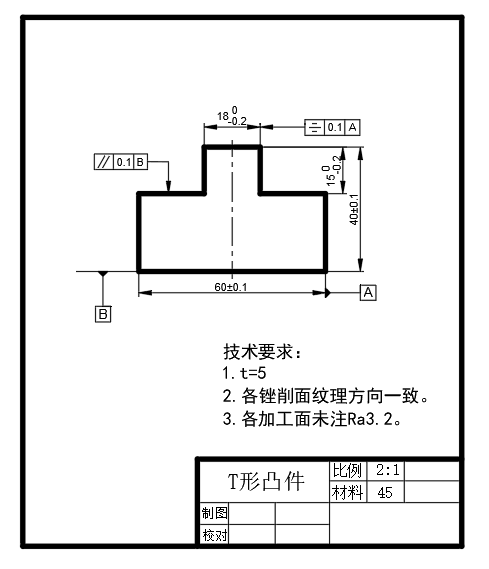 18 0
-0.2
⌯ 0.1 A
// 0.1 B
15 0
-0.2
40±0.1
60±0.1
A
B
技术要求：
1.t=5
2.各锉削面纹理方向一致。
3.各加工面未注Ra3.2。
T形凸件
比例 2:1
材料 45
制图
校对